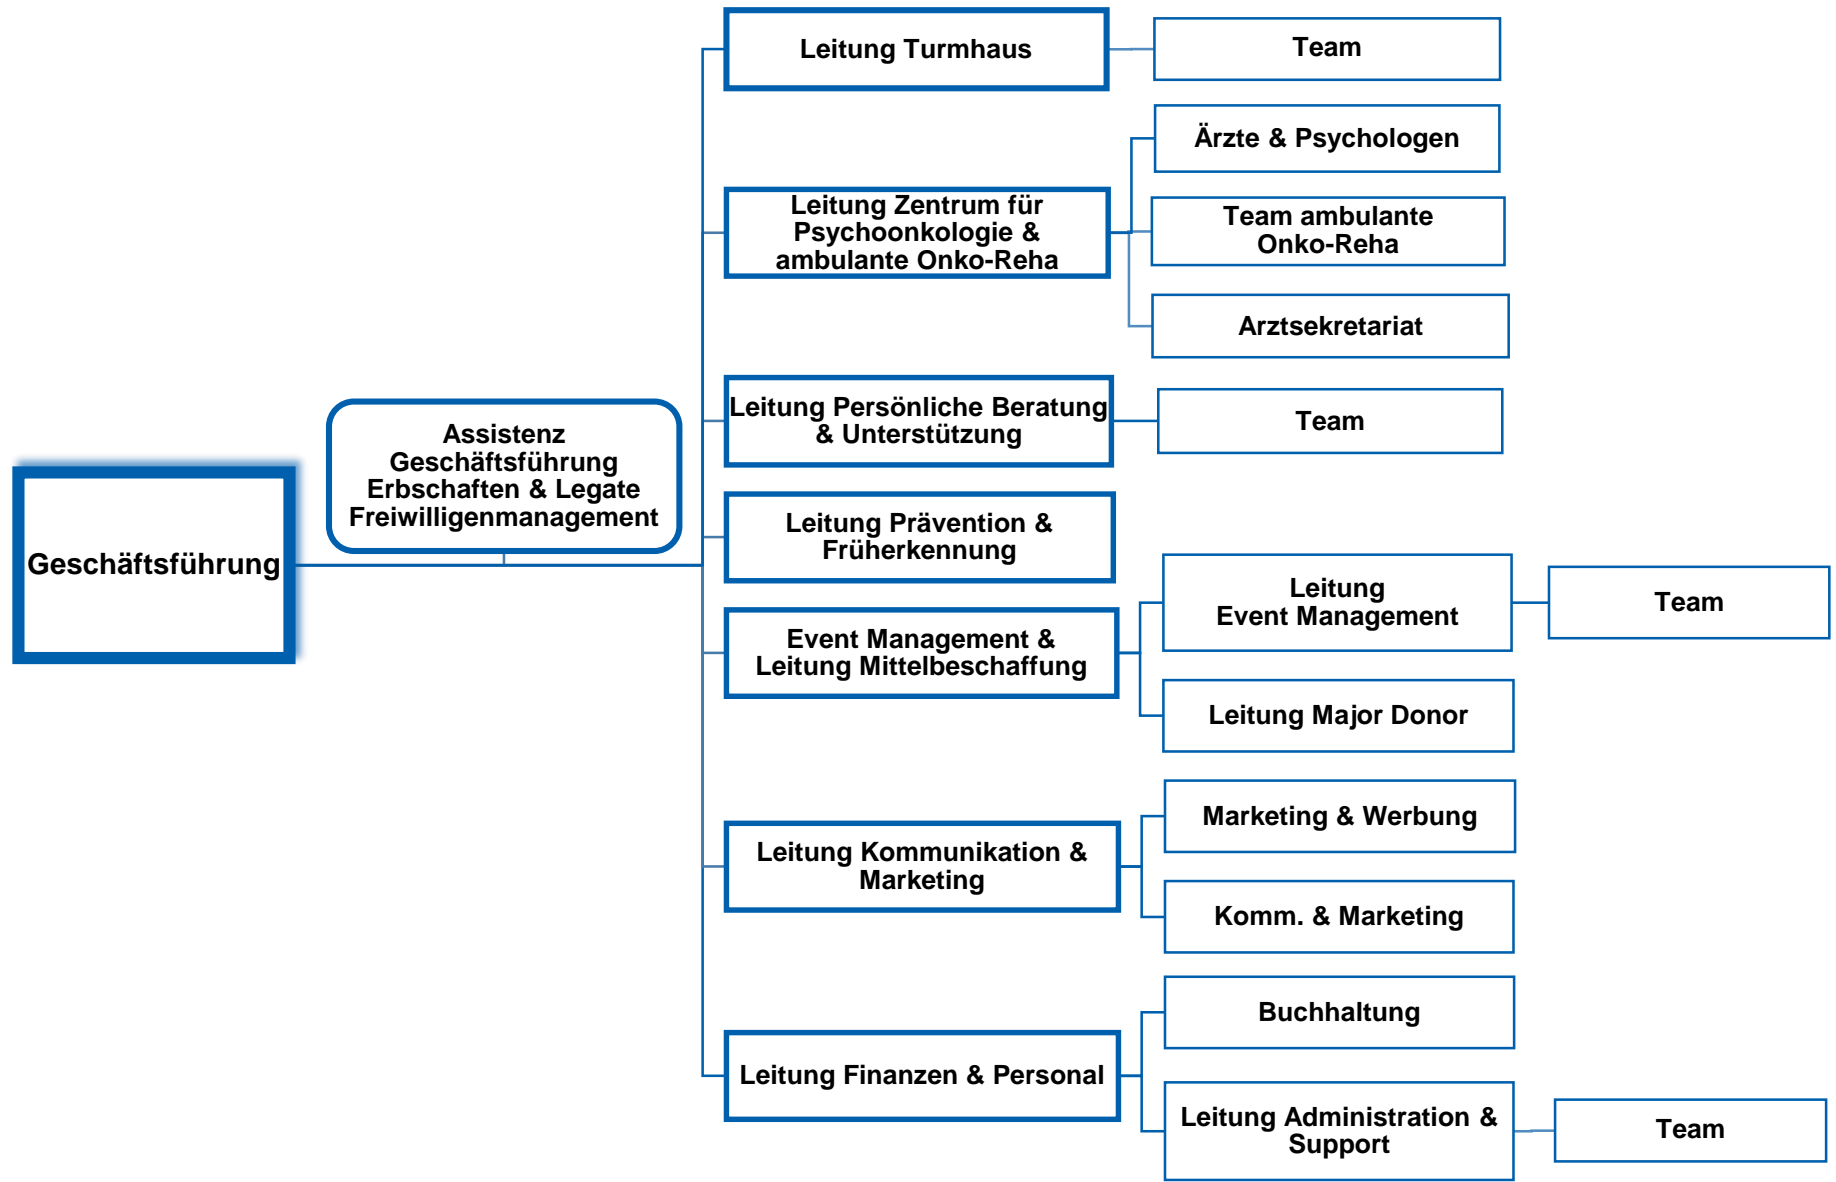 Geschäftsführung
Assistenz
Geschäftsführung
Erbschaften & Legate
Freiwilligenmanagement
Leitung Turmhaus
Team
Leitung Zentrum für
Psychoonkologie &
ambulante Onko-Reha
Ärzte & Psychologen
Team ambulante
Onko-Reha
Arztsekretariat
Leitung Persönliche Beratung
& Unterstützung
Team
Leitung Prävention &
Früherkennung
Event Management &
Leitung Mittelbeschaffung
Leitung
Event Management
Team
Leitung Major Donor
Leitung Kommunikation &
Marketing
Marketing & Werbung
Komm. & Marketing
Leitung Finanzen & Personal
Buchhaltung
Leitung Administration &
Support
Team